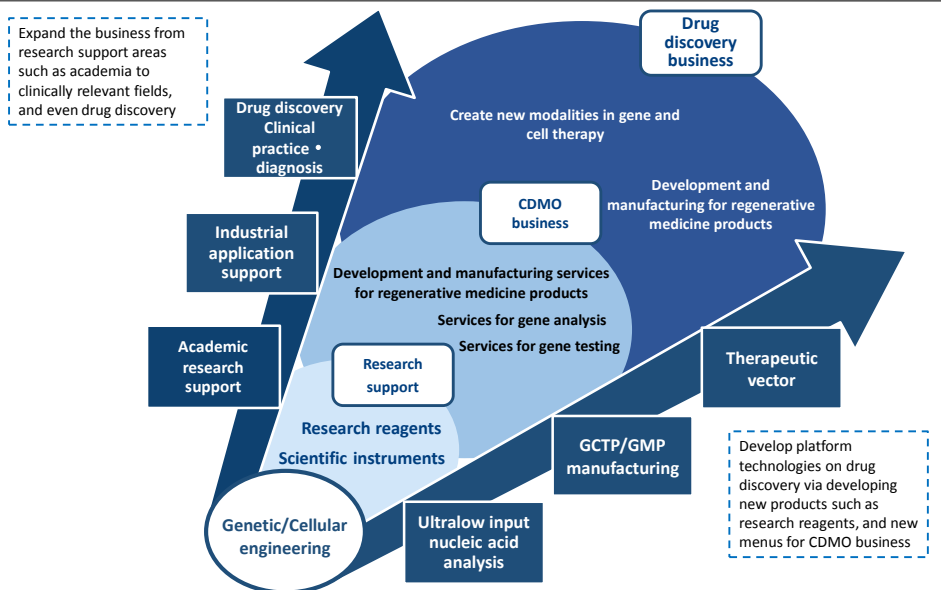 Expand the business from
research support areas
such as academia to
clinically relevant fields,
and even drug discovery
Drug
discovery
business
Drug discovery
Clinical
practice •
diagnosis
Create new modalities in gene and
cell therapy
Development and
manufacturing for regenerative
medicine products
CDMO
business
Industrial
application
support
Development and manufacturing services
for regenerative medicine products
Services for gene analysis
Services for gene testing
Academic
research
support
Research
support
Therapeutic
vector
Research reagents
Scientific instruments
GCTP/GMP
manufacturing
Develop platform
technologies on drug
discovery via developing
new products such as
research reagents, and new
menus for CDMO business
Genetic/Cellular
engineering
Ultralow input
nucleic acid
analysis